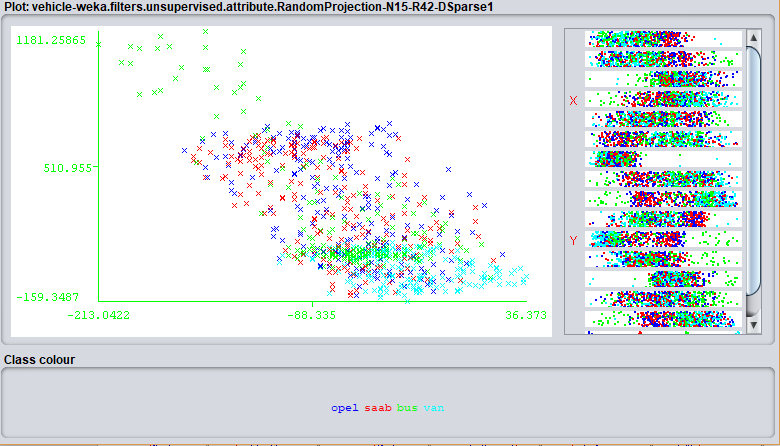 Plot: vehicle-weka.filters.unsupervised.attribute.RandomProjection-N15-R42-DSparse1
1181.25865
510.955
-159.3487
-213.0422 -88.335 36.373
X
Y
Class colour
opel saab bus van